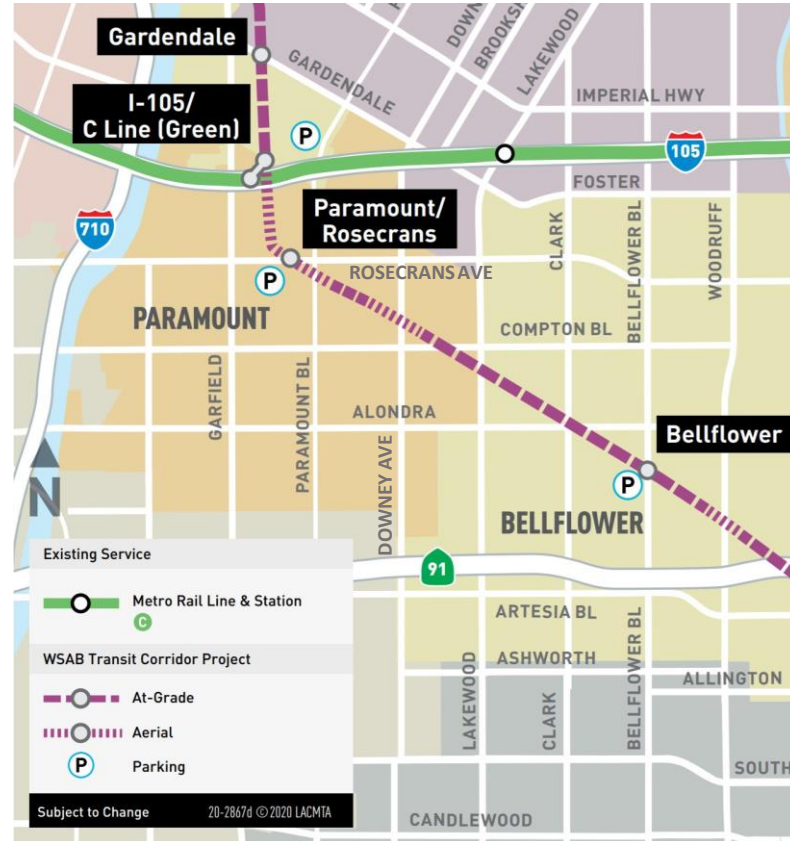 Gardendale
I-105/
C Line (Green)
P
GARDENDALE
DOW
BROOKSH
LAKEWOOD
IMPERIAL HWY
105
FOSTER
710
Paramount/
Rosecrans
P
ROSECRANS AVE
CLARK
BELLFLOWER BL
WOODRUFF
PARAMOUNT
COMPTON BL
GARFIELD
PARAMOUNT BL
ALONDRA
DOWNEY AVE
Bellflower
P
BELLFLOWER
N
91
ARTESIA BL
ASHWORTH
LAKEWOOD
CLARK
BELLFLOWER BL
ALLINGTON
SOUTH
CANDLEWOOD
Existing Service
Metro Rail Line & Station
C
WSAB Transit Corridor Project
At-Grade
Aerial
P Parking
Subject to Change 20-2867d © 2020 LACMTA